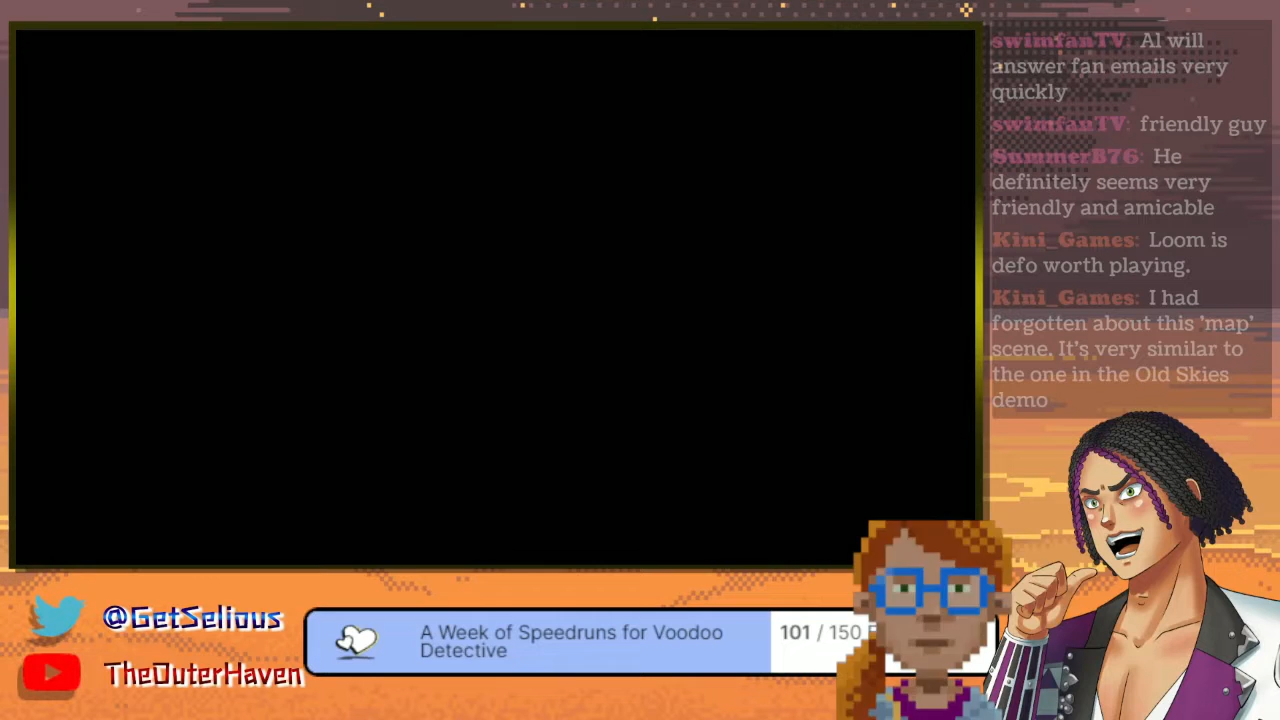 swimfanTV: Al will
answer fan emails very
quickly
swimfanTV: friendly guy
SummerB76: He
definitely seems very
friendly and amicable
Kini_Games: Loom is
defo worth playing.
Kini_Games: I had
forgotten about this 'map'
scene. It's very similar to
the one in the Old Skies
demo
@GetSelious
TheOuterHaven
A Week of Speedruns for Voodoo
Detective
101 / 150